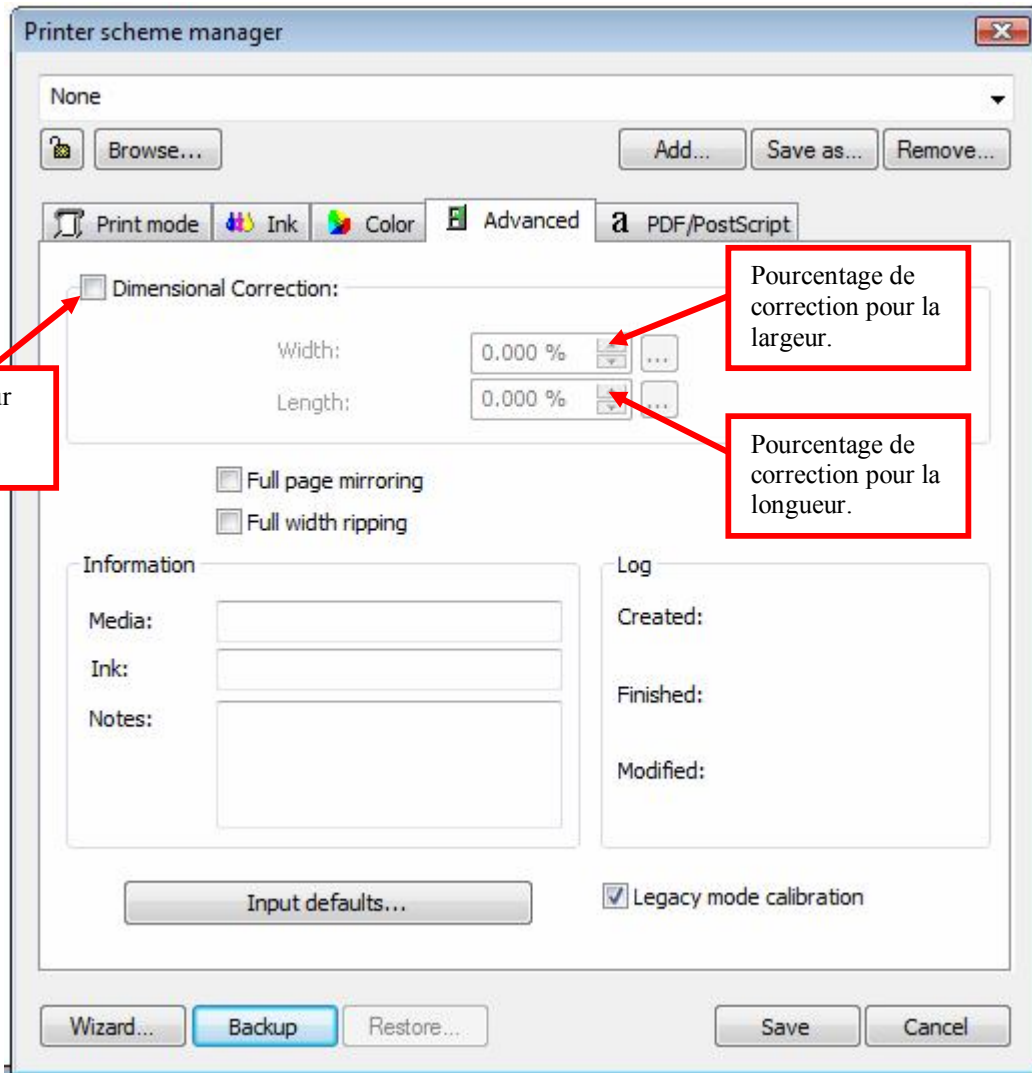 Printer scheme manager
None
Browse... Add... Save as... Remove...
Print mode Ink Color Advanced a PDF/PostScript
Dimensional Correction:
Width: 0.000 % ...
Length: 0.000 % ...
Pourcentage de
correction pour la
largeur.
Pourcentage de
correction pour la
longueur.
Full page mirroring
Full width ripping
Information
Media:
Ink:
Notes:
Log
Created:
Finished:
Modified:
Input defaults...
Legacy mode calibration
Wizard... Backup Restore... Save Cancel